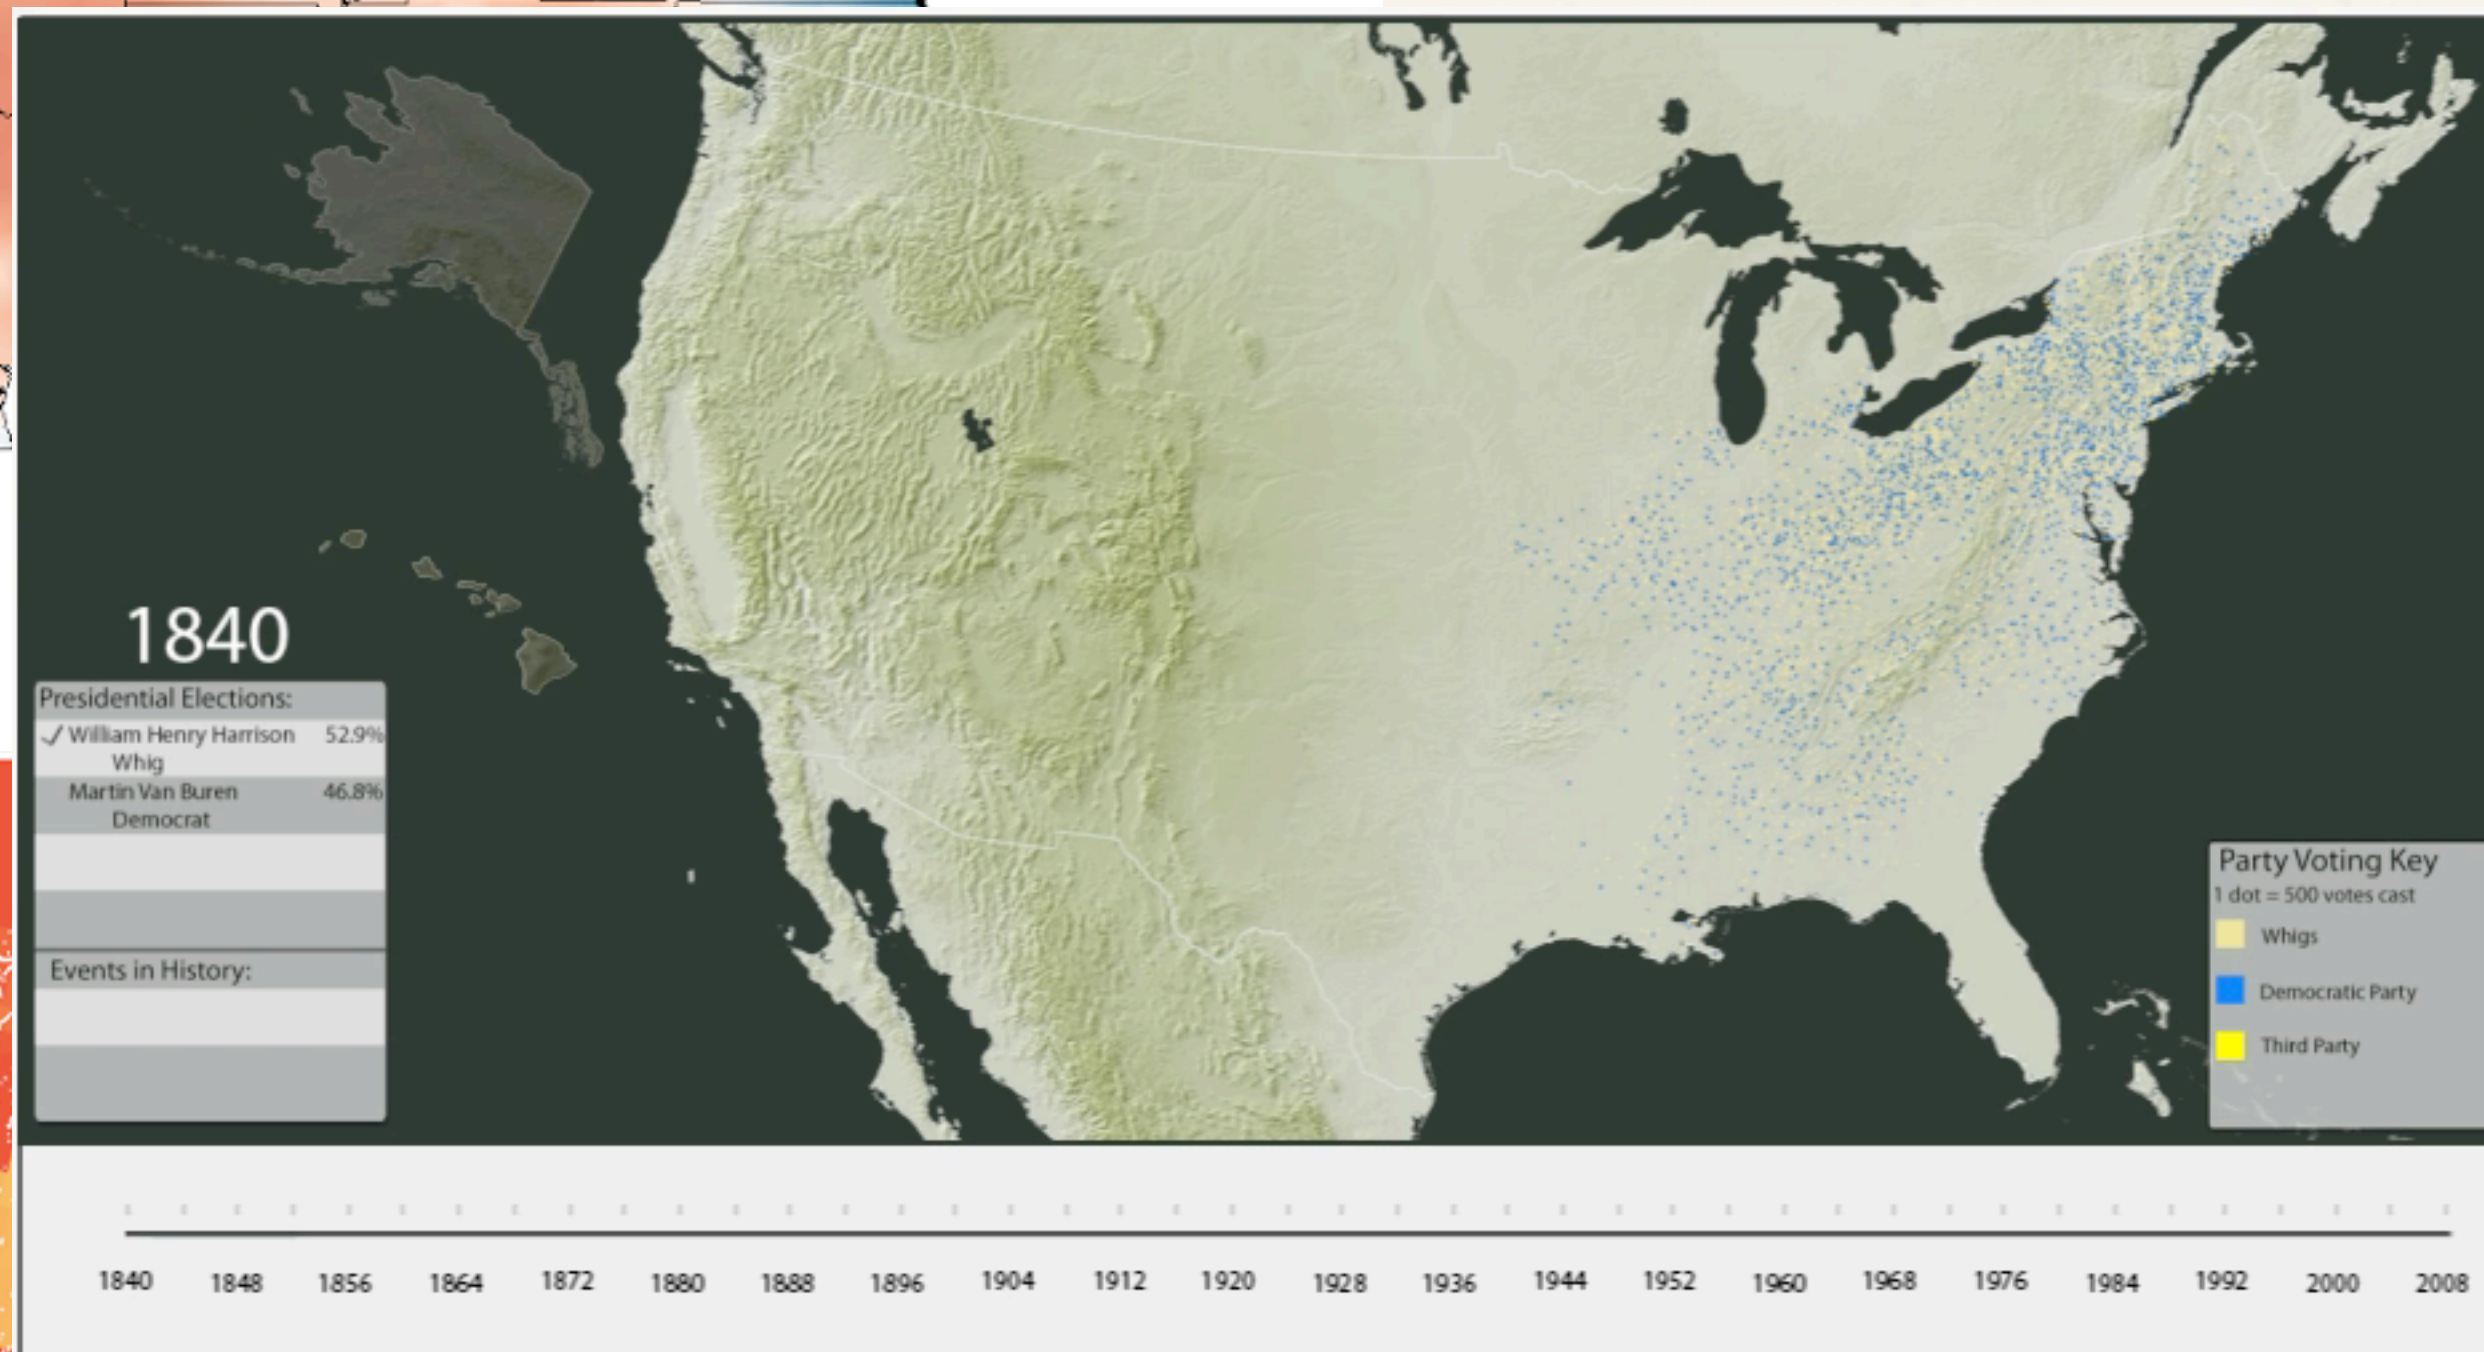 1840
Presidential Elections:
✓ William Henry Harrison 52.9%
Whig
Martin Van Buren 46.8%
Democrat
Events in History:
Party Voting Key
1 dot = 500 votes cast
Whigs
Democratic Party
Third Party
1840 1848 1856 1864 1872 1880 1888 1896 1904 1912 1920 1928 1936 1944 1952 1960 1968 1976 1984 1992 2000 2008